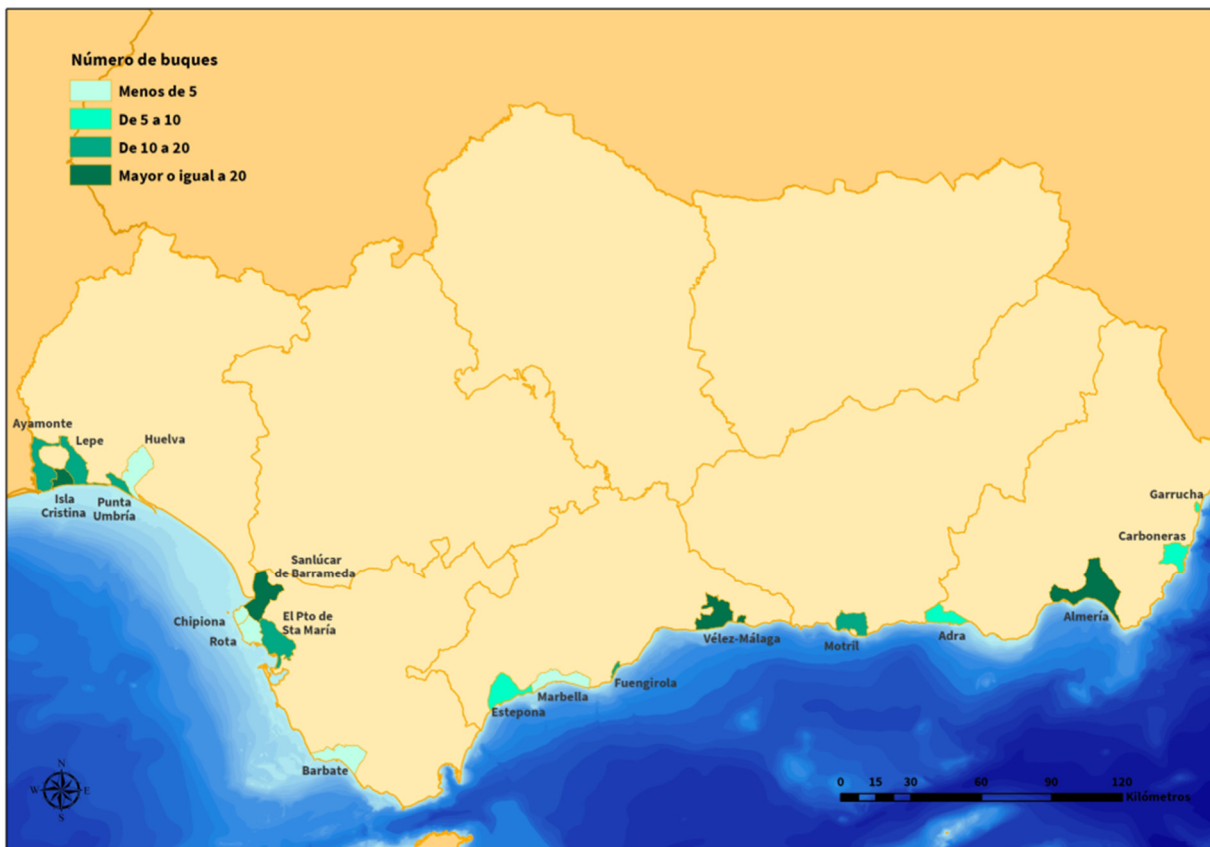 Número de buques
Menos de 5
De 5 a 10
De 10 a 20
Mayor o igual a 20
Ayamonte
Lepe
Huelva
Isla
Cristina
Punta
Umbría
Garrucha
Carboneras
Sanlúcar
de Barrameda
Chipiona
Rota
El Pto de
Sta María
Almería
Adra
Motril
Vélez-Málaga
Fuengirola
Marbella
Estepona
Barbate
N
W E
S
0 15 30 60 90 120
Kilómetros